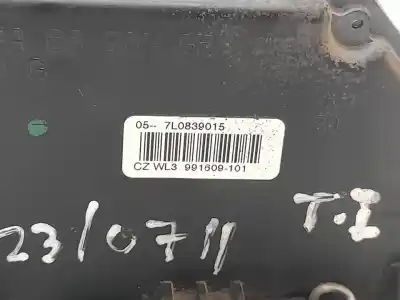 05-- 7L0839015
CZ WL3 991609-101
T.I
23/07/11